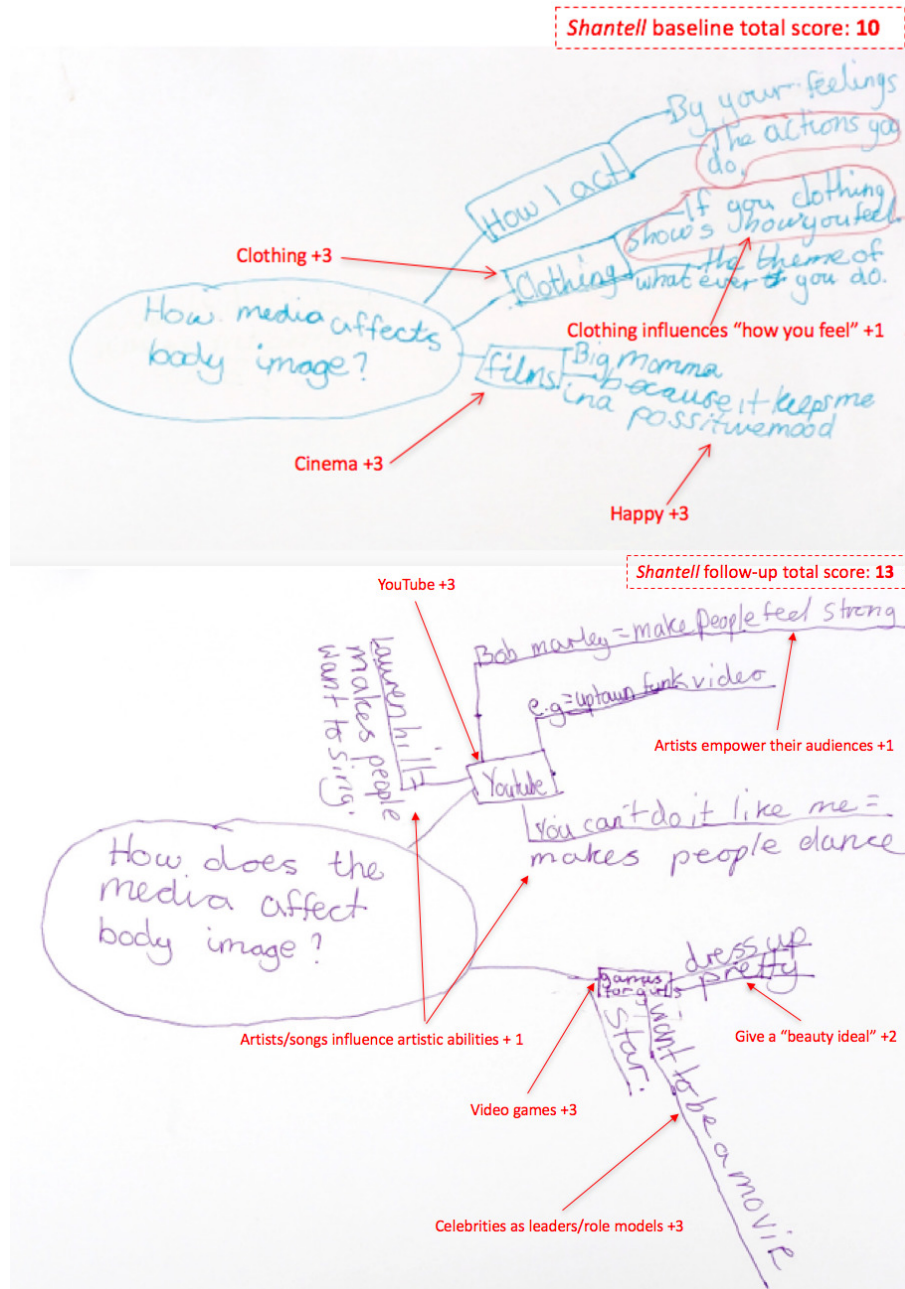 Shantell baseline total score: 10
By your feelings
The actions you
do.
How I act
If you clothing
show's show you feel.
Clothing +3
Clothing
the theme of
what ever you do.
How media affects
body image?
Clothing influences “how you feel” +1
films
Big momma
because it keeps me
in a possitive mood
Cinema +3
Happy +3
Shantell follow-up total score: 13
YouTube +3
Bob marley = make people feel strong
Lauren hill =
makes people
want to sing.
e.g = uptown funk video
Artists empower their audiences +1
Youtube
You can't do it like me =
makes people dance
How does the
media affect
body image?
games
for girls
dress up
pretty
Artists/songs influence artistic abilities + 1
Give a “beauty ideal” +2
want to be a movie
star.
Video games +3
Celebrities as leaders/role models +3